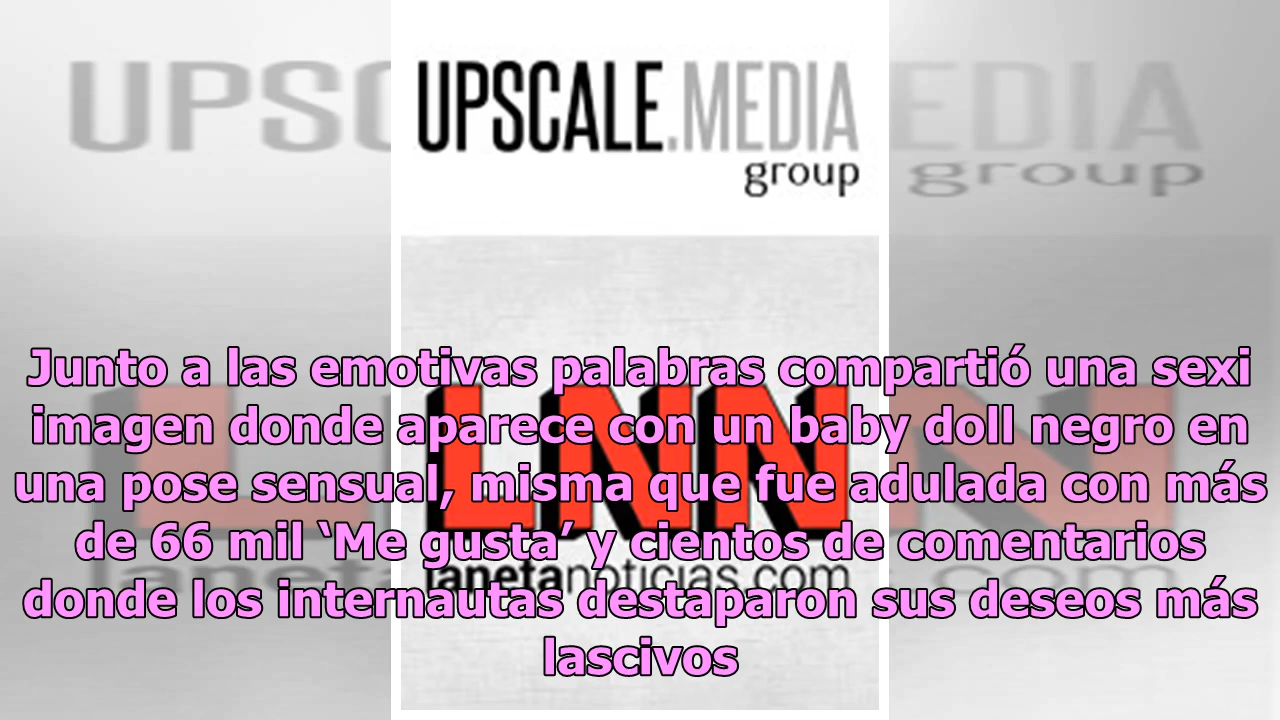 UPSCALE.MEDIA
group
LNN
lanetanoticias.com
Junto a las emotivas palabras compartió una sexi
imagen donde aparece con un baby doll negro en
una pose sensual, misma que fue adulada con más
de 66 mil ‘Me gusta’ y cientos de comentarios
donde los internautas destaparon sus deseos más
lascivos